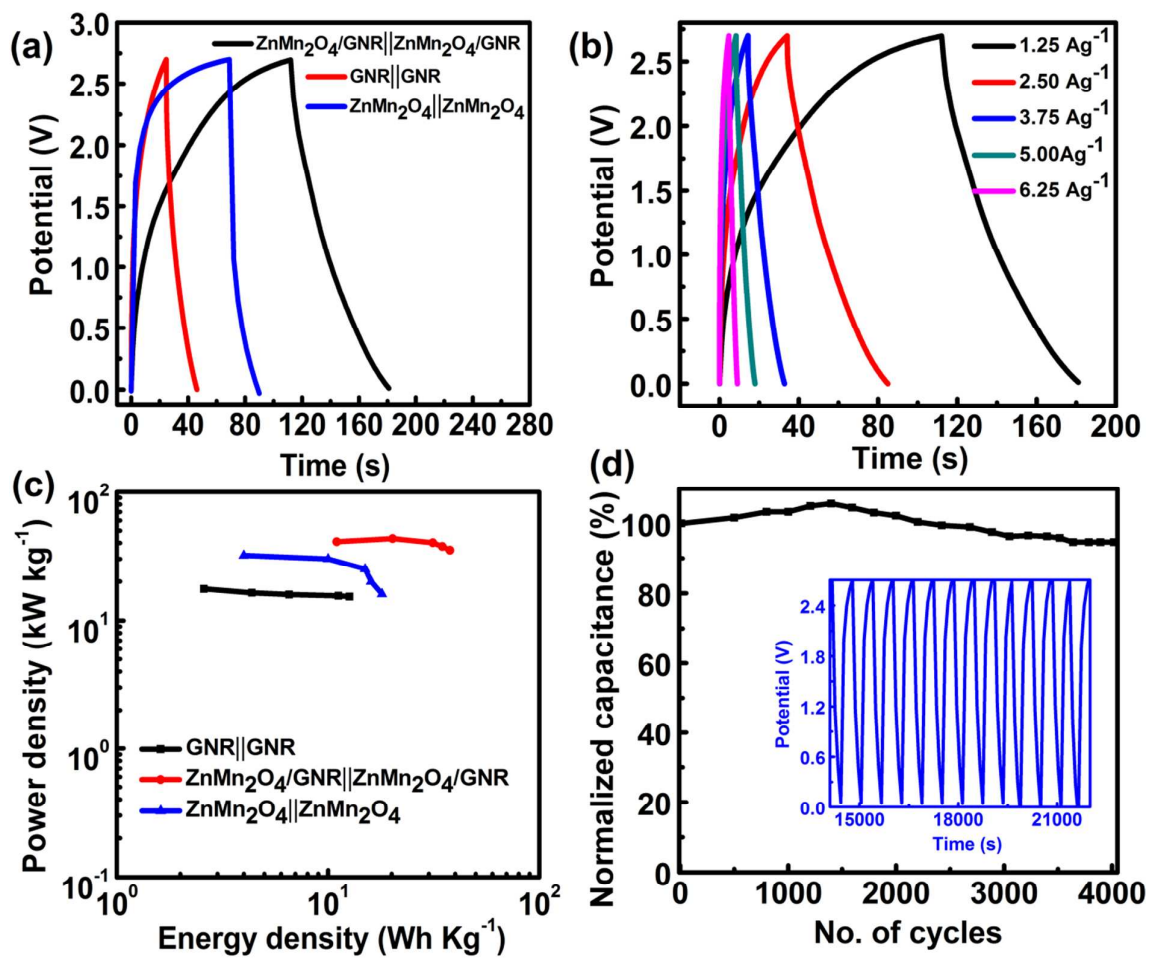 (a)
3.0
2.5
2.0
1.5
1.0
0.5
0.0
Potential (V)
ZnMn2O4/GNR||ZnMn2O4/GNR
GNR||GNR
ZnMn2O4||ZnMn2O4
0 40 80 120 160 200 240 280
Time (s)
(b)
2.5
2.0
1.5
1.0
0.5
0.0
Potential (V)
1.25 Ag-1
2.50 Ag-1
3.75 Ag-1
5.00Ag-1
6.25 Ag-1
0 40 80 120 160 200
Time (s)
(c)
10^2
10^1
10^0
10^-1
Power density (kW kg-1)
GNR||GNR
ZnMn2O4/GNR||ZnMn2O4/GNR
ZnMn2O4||ZnMn2O4
10^0 10^1 10^2
Energy density (Wh Kg-1)
(d)
100
80
60
40
20
0
Normalized capacitance (%)
2.4
1.8
1.2
0.6
0.0
Potential (V)
15000 18000 21000
Time (s)
0 1000 2000 3000 4000
No. of cycles